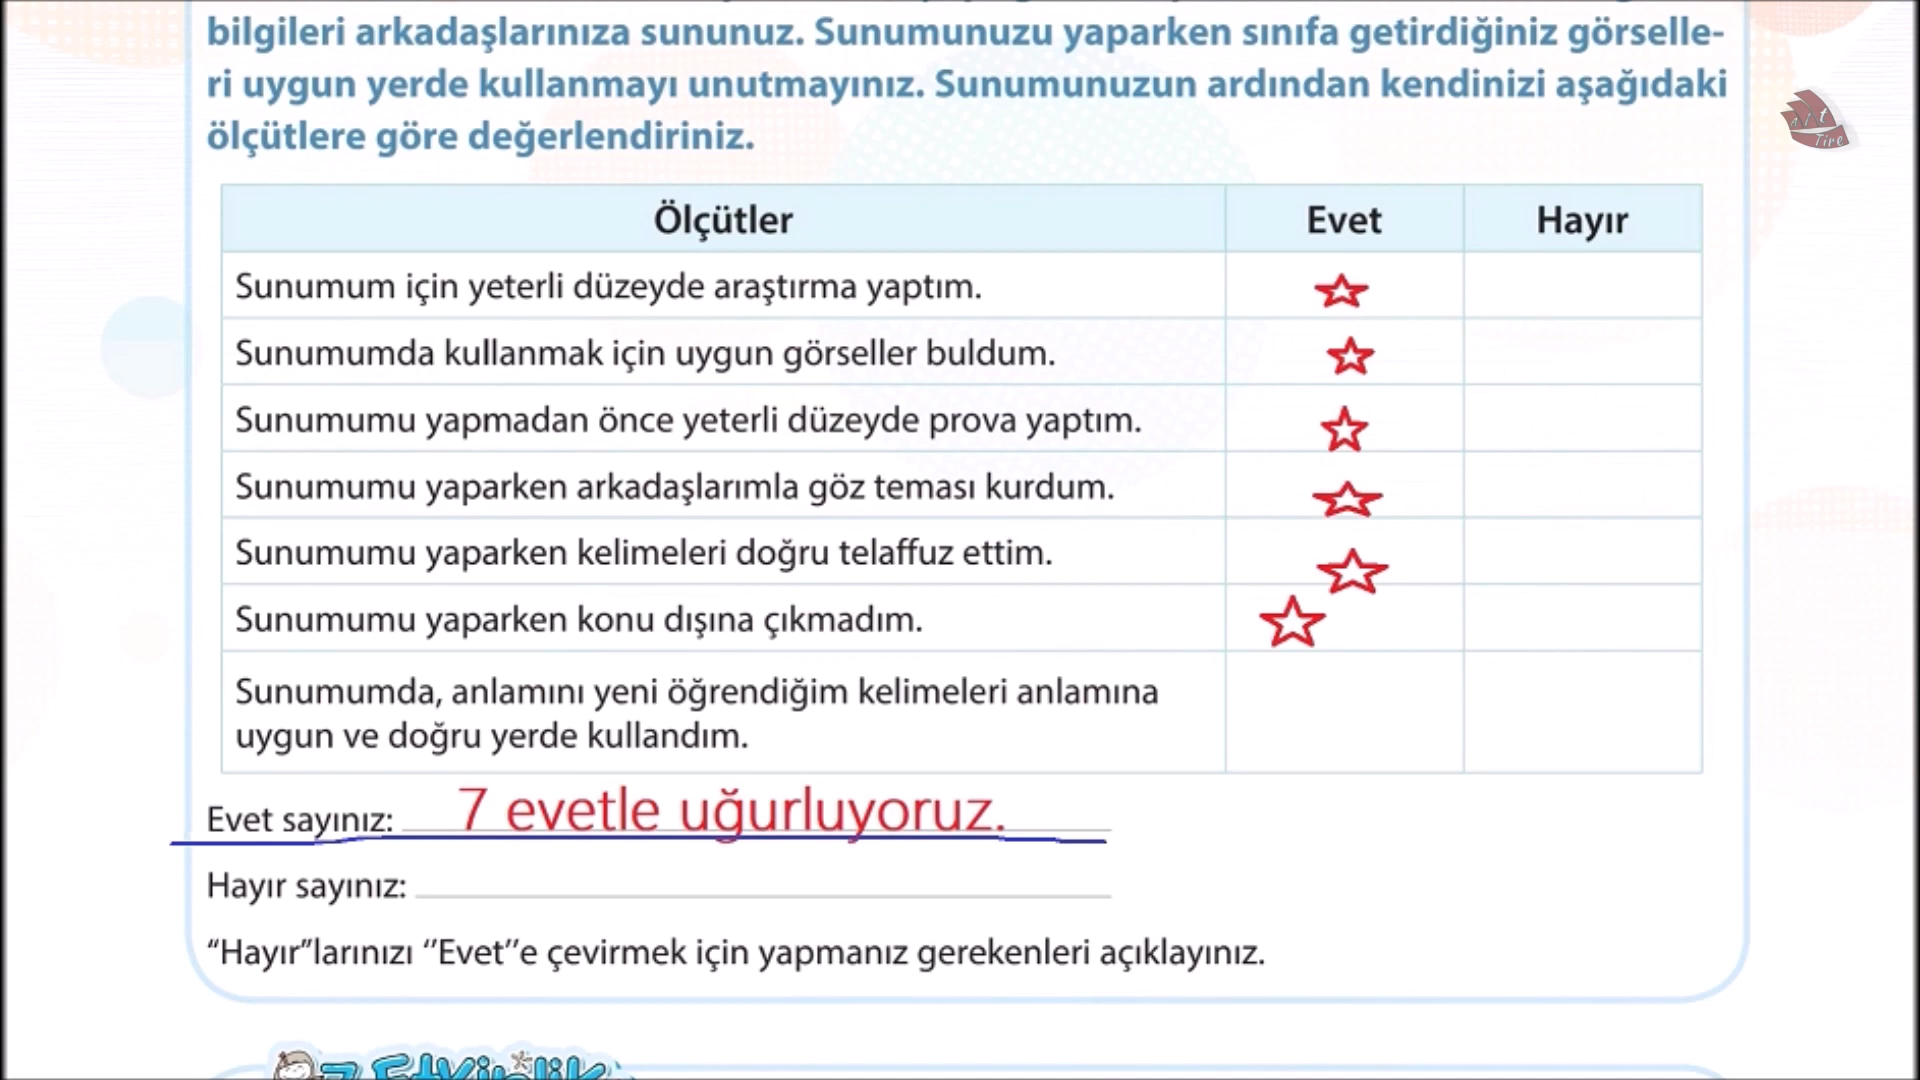 bilgileri arkadaşlarınıza sununuz. Sunumunuzu yaparken sınıfa getirdiğiniz görselle-
ri uygun yerde kullanmayı unutmayınız. Sunumunuzun ardından kendinizi aşağıdaki
ölçütlere göre değerlendiriniz.
Ölçütler Evet Hayır
Sunumum için yeterli düzeyde araştırma yaptım.
Sunumumda kullanmak için uygun görseller buldum.
Sunumumu yapmadan önce yeterli düzeyde prova yaptım.
Sunumumu yaparken arkadaşlarımla göz teması kurdum.
Sunumumu yaparken kelimeleri doğru telaffuz ettim.
Sunumumu yaparken konu dışına çıkmadım.
Sunumumda, anlamını yeni öğrendiğim kelimeleri anlamına
uygun ve doğru yerde kullandım.
Evet sayınız: 7 evetle uğurluyoruz.
Hayır sayınız:
“Hayır”larınızı ‘’Evet’’e çevirmek için yapmanız gerekenleri açıklayınız.
7. Etkinlik